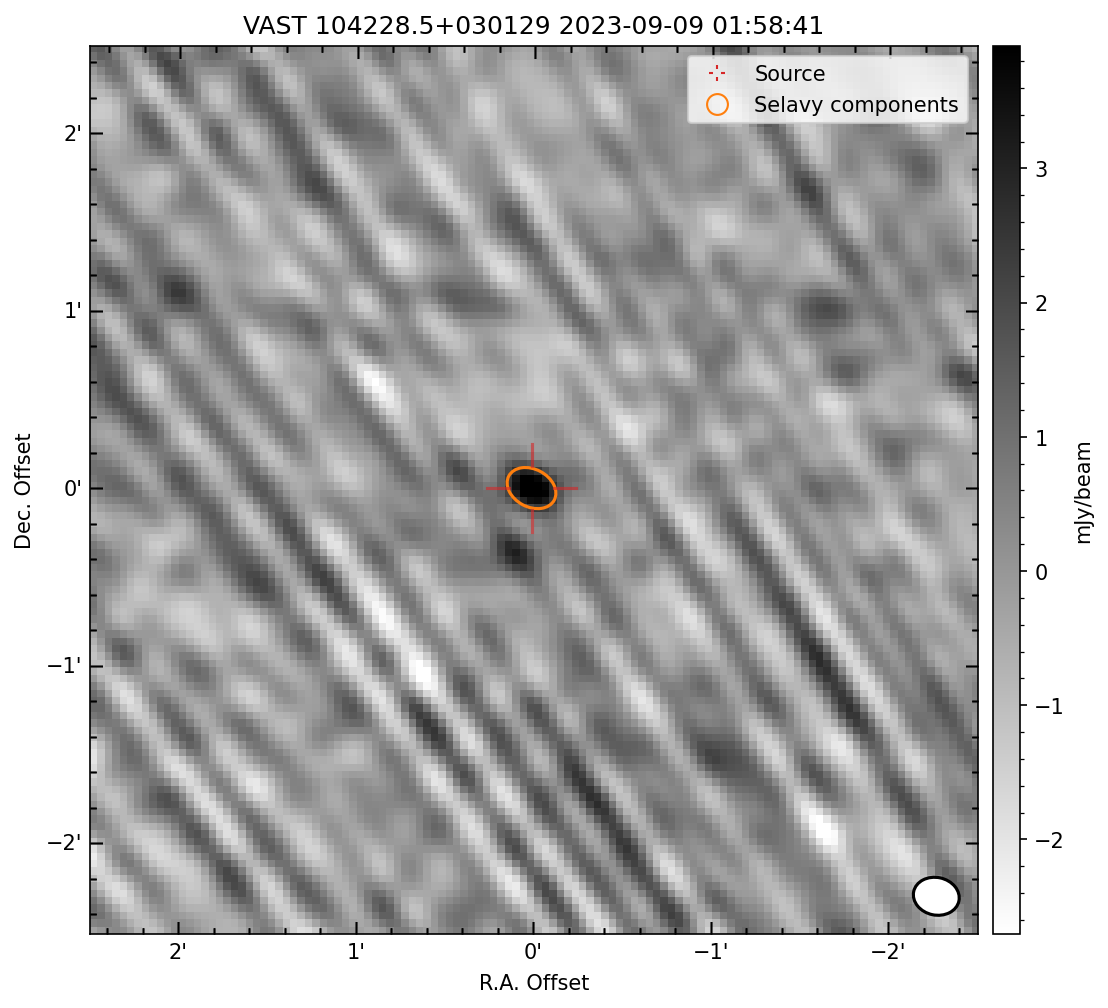 VAST 104228.5+030129 2023-09-09 01:58:41
Source
Selavy components
2'
1'
0'
−1'
−2'
Dec. Offset
2'
1'
0'
−1'
−2'
R.A. Offset
3
2
1
0
−1
−2
mJy/beam